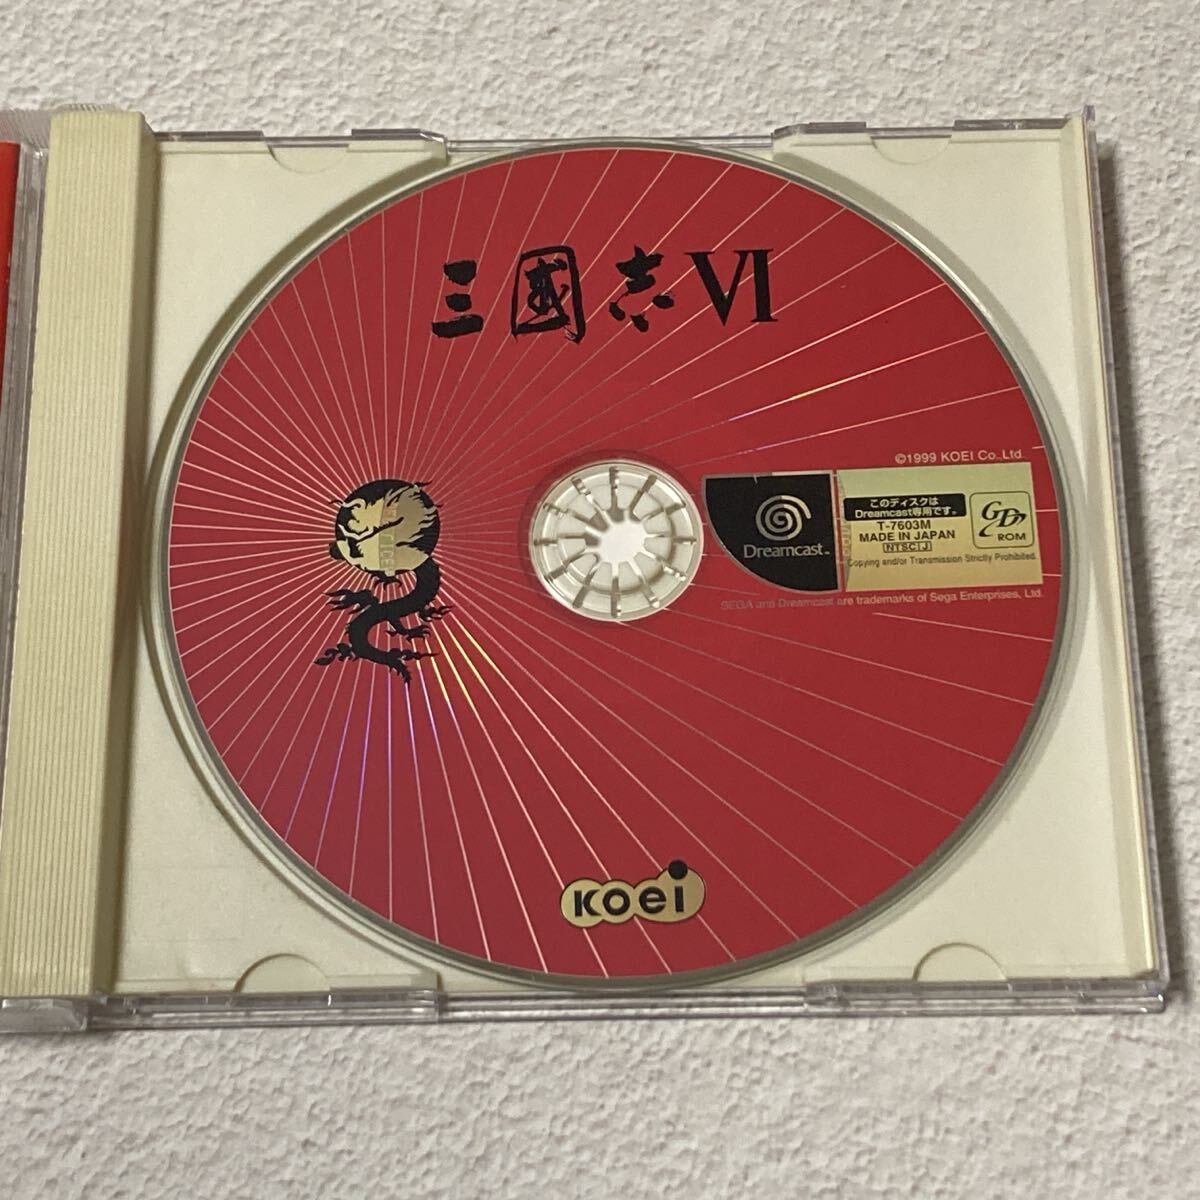 三國志VI
©1999 KOEI Co.,Ltd.
Dreamcast™
このディスクは
Dreamcast専用です。
T-7603M
MADE IN JAPAN
NTSC J
GD
ROM
Copying and/or Transmission Strictly Prohibited.
SEGA and Dreamcast are trademarks of Sega Enterprises, Ltd.
KOEI